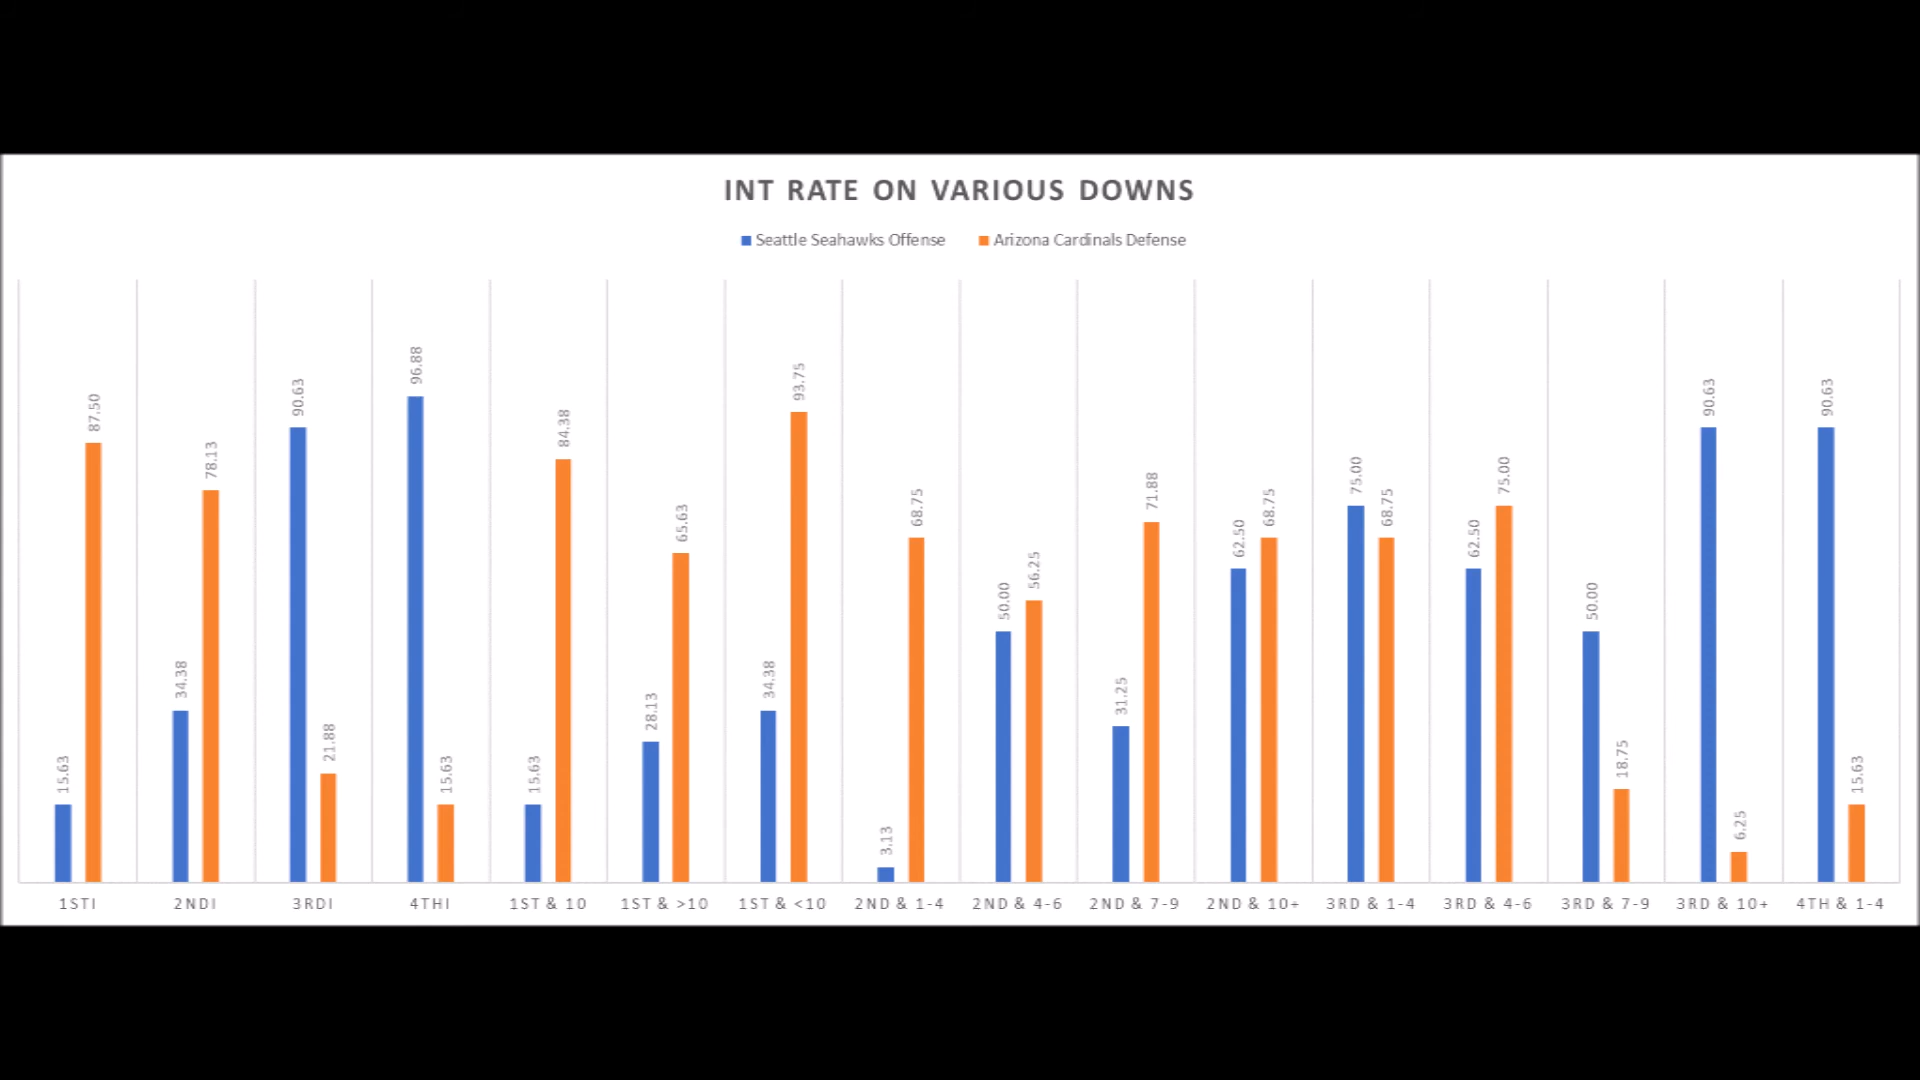 INT RATE ON VARIOUS DOWNS
Seattle Seahawks Offense Arizona Cardinals Defense
15.63 87.50 34.38 78.13 90.63 21.88 96.88 15.63 15.63 84.38 28.13 65.63 34.38 93.75 3.13 68.75 50.00 56.25 31.25 71.88 62.50 68.75 75.00 68.75 62.50 75.00 50.00 18.75 90.63 6.25 90.63 15.63
1STI 2NDI 3RDI 4THI 1ST & 10 1ST & >10 1ST & <10 2ND & 1-4 2ND & 4-6 2ND & 7-9 2ND & 10+ 3RD & 1-4 3RD & 4-6 3RD & 7-9 3RD & 10+ 4TH & 1-4